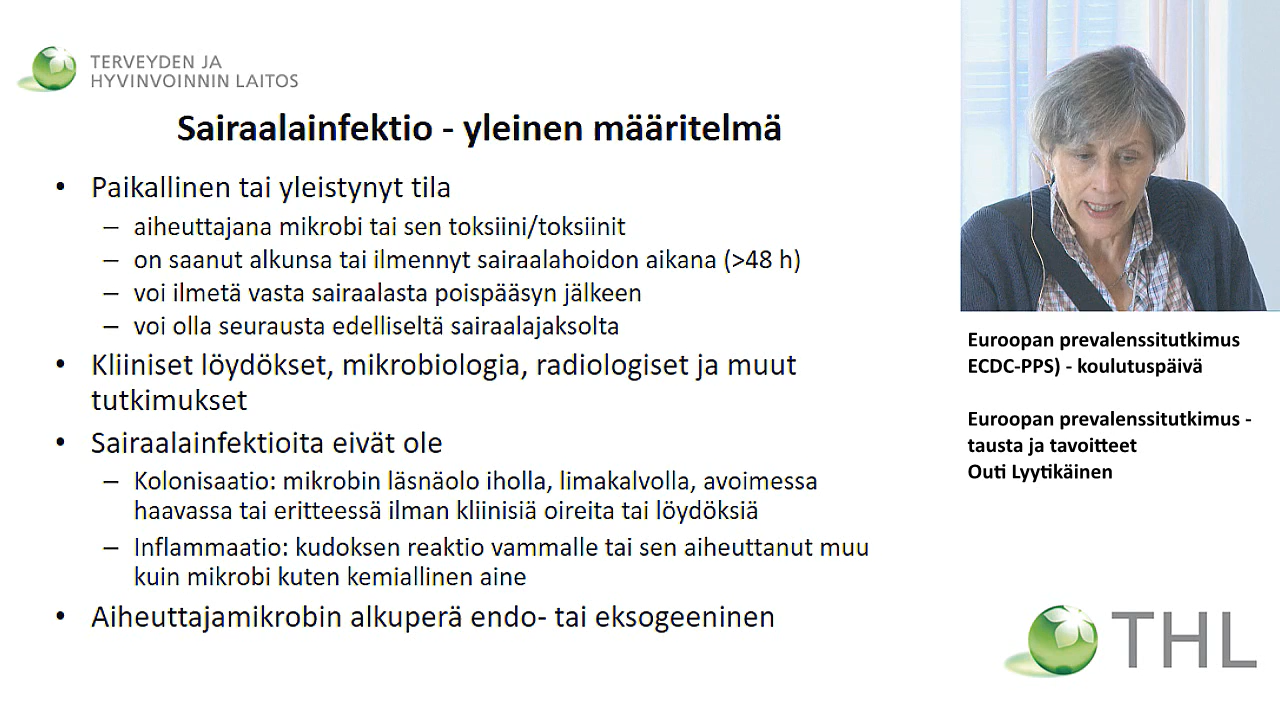 TERVEYDEN JA
HYVINVOINNIN LAITOS
Sairaalainfektio - yleinen määritelmä
• Paikallinen tai yleistynyt tila
– aiheuttajana mikrobi tai sen toksiini/toksiinit
– on saanut alkunsa tai ilmennyt sairaalahoidon aikana (>48 h)
– voi ilmetä vasta sairaalasta poispääsyn jälkeen
– voi olla seurausta edelliseltä sairaalajaksolta
• Kliiniset löydökset, mikrobiologia, radiologiset ja muut
tutkimukset
• Sairaalainfektioita eivät ole
– Kolonisaatio: mikrobin läsnäolo iholla, limakalvolla, avoimessa
haavassa tai eritteessä ilman kliinisiä oireita tai löydöksiä
– Inflammaatio: kudoksen reaktio vammalle tai sen aiheuttanut muu
kuin mikrobi kuten kemiallinen aine
• Aiheuttajamikrobin alkuperä endo- tai eksogeeninen
Euroopan prevalenssitutkimus
ECDC-PPS) - koulutuspäivä
Euroopan prevalenssitutkimus -
tausta ja tavoitteet
Outi Lyytikäinen
THL